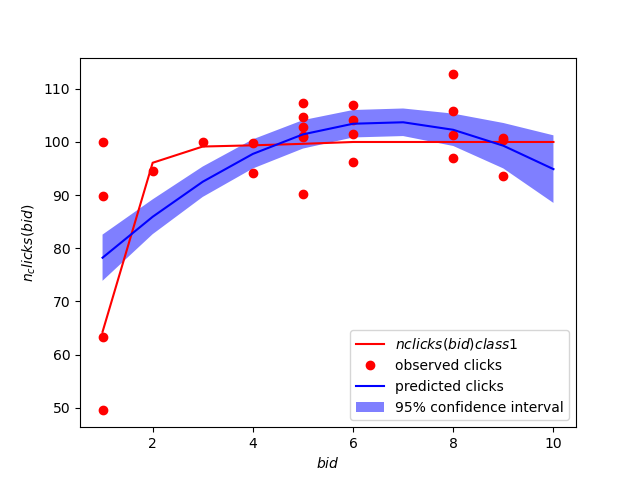 110
100
90
80
70
60
50
n_clicks(bid)
2
4
6
8
10
bid
nclicks(bid)class1
observed clicks
predicted clicks
95% confidence interval